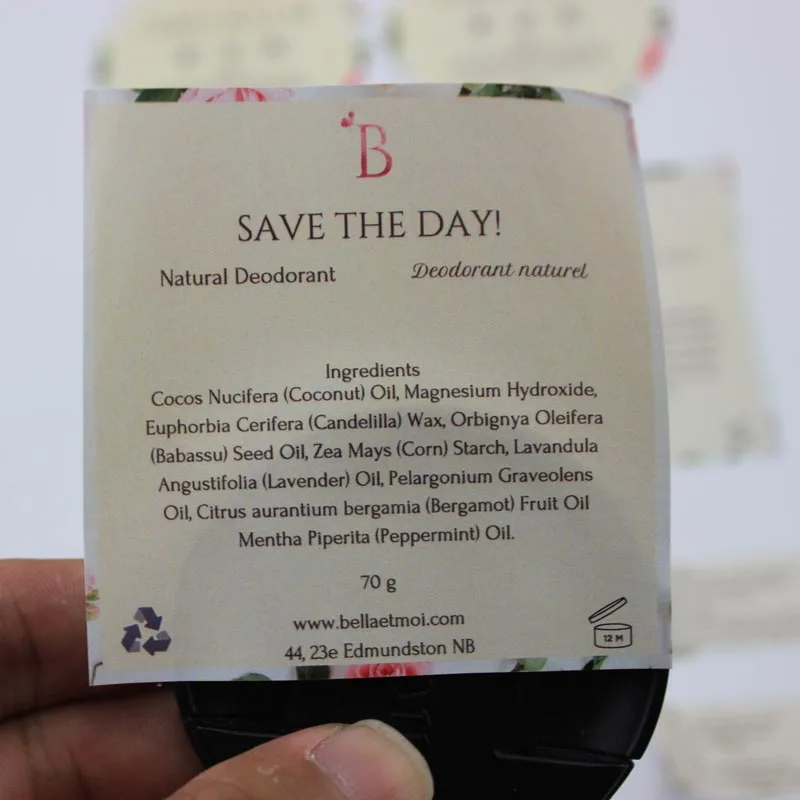 B
SAVE THE DAY!
Natural Deodorant Deodorant naturel
Ingredients
Cocos Nucifera (Coconut) Oil, Magnesium Hydroxide,
Euphorbia Cerifera (Candelilla) Wax, Orbignya Oleifera
(Babassu) Seed Oil, Zea Mays (Corn) Starch, Lavandula
Angustifolia (Lavender) Oil, Pelargonium Graveolens
Oil, Citrus aurantium bergamia (Bergamot) Fruit Oil
Mentha Piperita (Peppermint) Oil.
70 g
www.bellaetmoi.com
44, 23e Edmundston NB
12 M